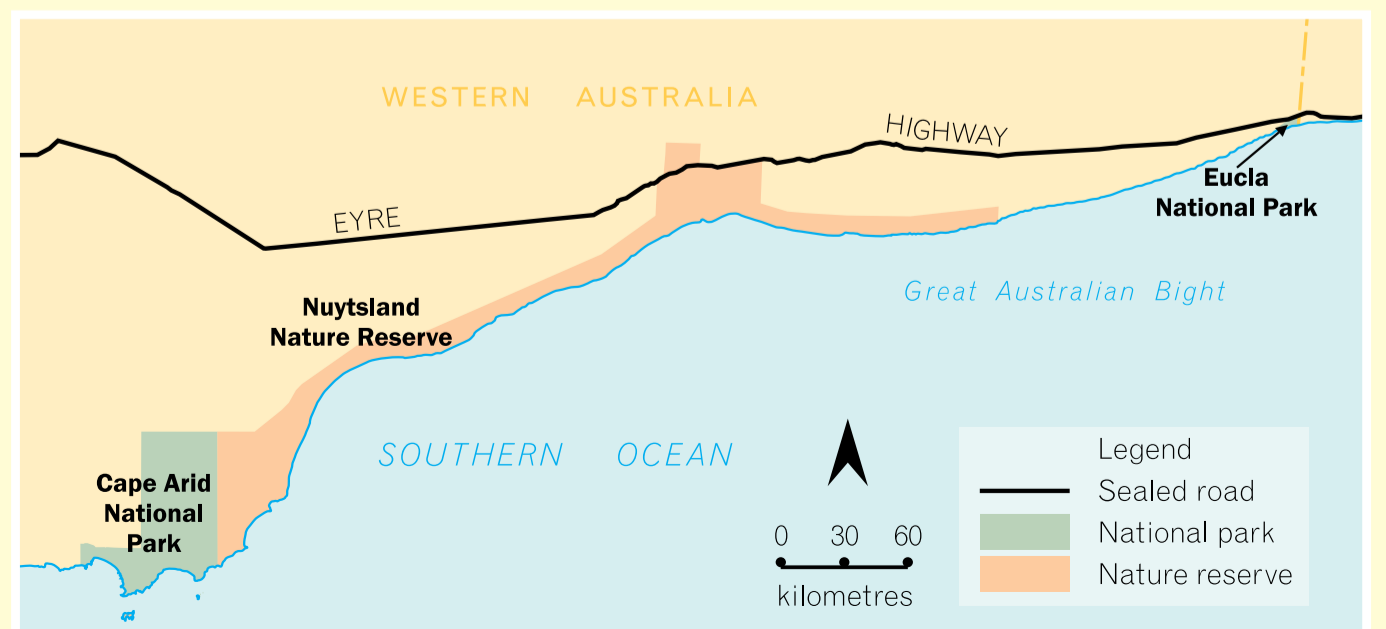 WESTERN AUSTRALIA
HIGHWAY
EYRE
Eucla
National Park
Great Australian Bight
Nuytsland
Nature Reserve
SOUTHERN OCEAN
Cape Arid
National
Park
0 30 60
kilometres
Legend
Sealed road
National park
Nature reserve